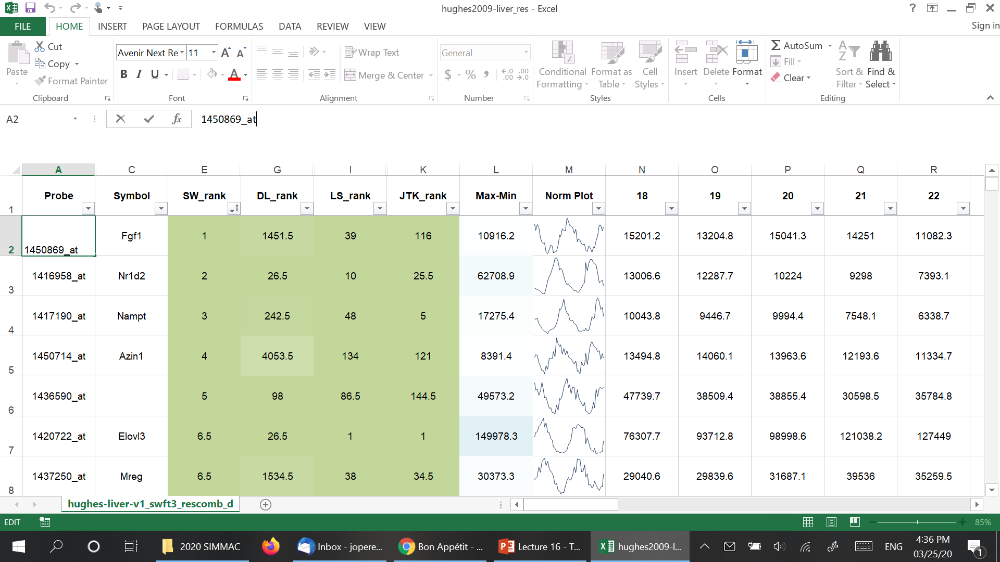 hughes2009-liver_res - Excel
FILE HOME INSERT PAGE LAYOUT FORMULAS DATA REVIEW VIEW Sign in
Paste
Cut
Copy
Format Painter
Clipboard
Avenir Next Re 11
B I U
Font
Wrap Text
Merge & Center
Alignment
General
$ % ,
Number
Conditional Formatting
Format as Table
Cell Styles
Styles
Insert Delete Format
Cells
AutoSum
Fill
Clear
Sort & Filter
Find & Select
Editing
A2 fx 1450869_at
A C E G I K L M N O P Q R
1 Probe Symbol SW_rank DL_rank LS_rank JTK_rank Max-Min Norm Plot 18 19 20 21 22
2 1450869_at Fgf1 1 1451.5 39 116 10916.2 15201.2 13204.8 15041.3 14251 11082.3
3 1416958_at Nr1d2 2 26.5 10 25.5 62708.9 13006.6 12287.7 10224 9298 7393.1
4 1417190_at Nampt 3 242.5 48 5 17275.4 10043.8 9446.7 9994.4 7548.1 6338.7
5 1450714_at Azin1 4 4053.5 134 121 8391.4 13494.8 14060.1 13963.6 12193.6 11334.7
6 1436590_at 5 98 86.5 144.5 49573.2 47739.7 38509.4 38855.4 30598.5 35784.8
7 1420722_at Elovl3 6.5 26.5 1 1 149978.3 76307.7 93712.8 98998.6 121038.2 127449
8 1437250_at Mreg 6.5 1534.5 38 34.5 30373.3 29040.6 29839.6 31687.1 39536 35259.5
hughes-liver-v1_swft3_rescomb_d
EDIT 85%
2020 SIMMAC Inbox - jopere... Bon Appétit - ... Lecture 16 - T... hughes2009-l... ENG 4:36 PM
03/25/20 1